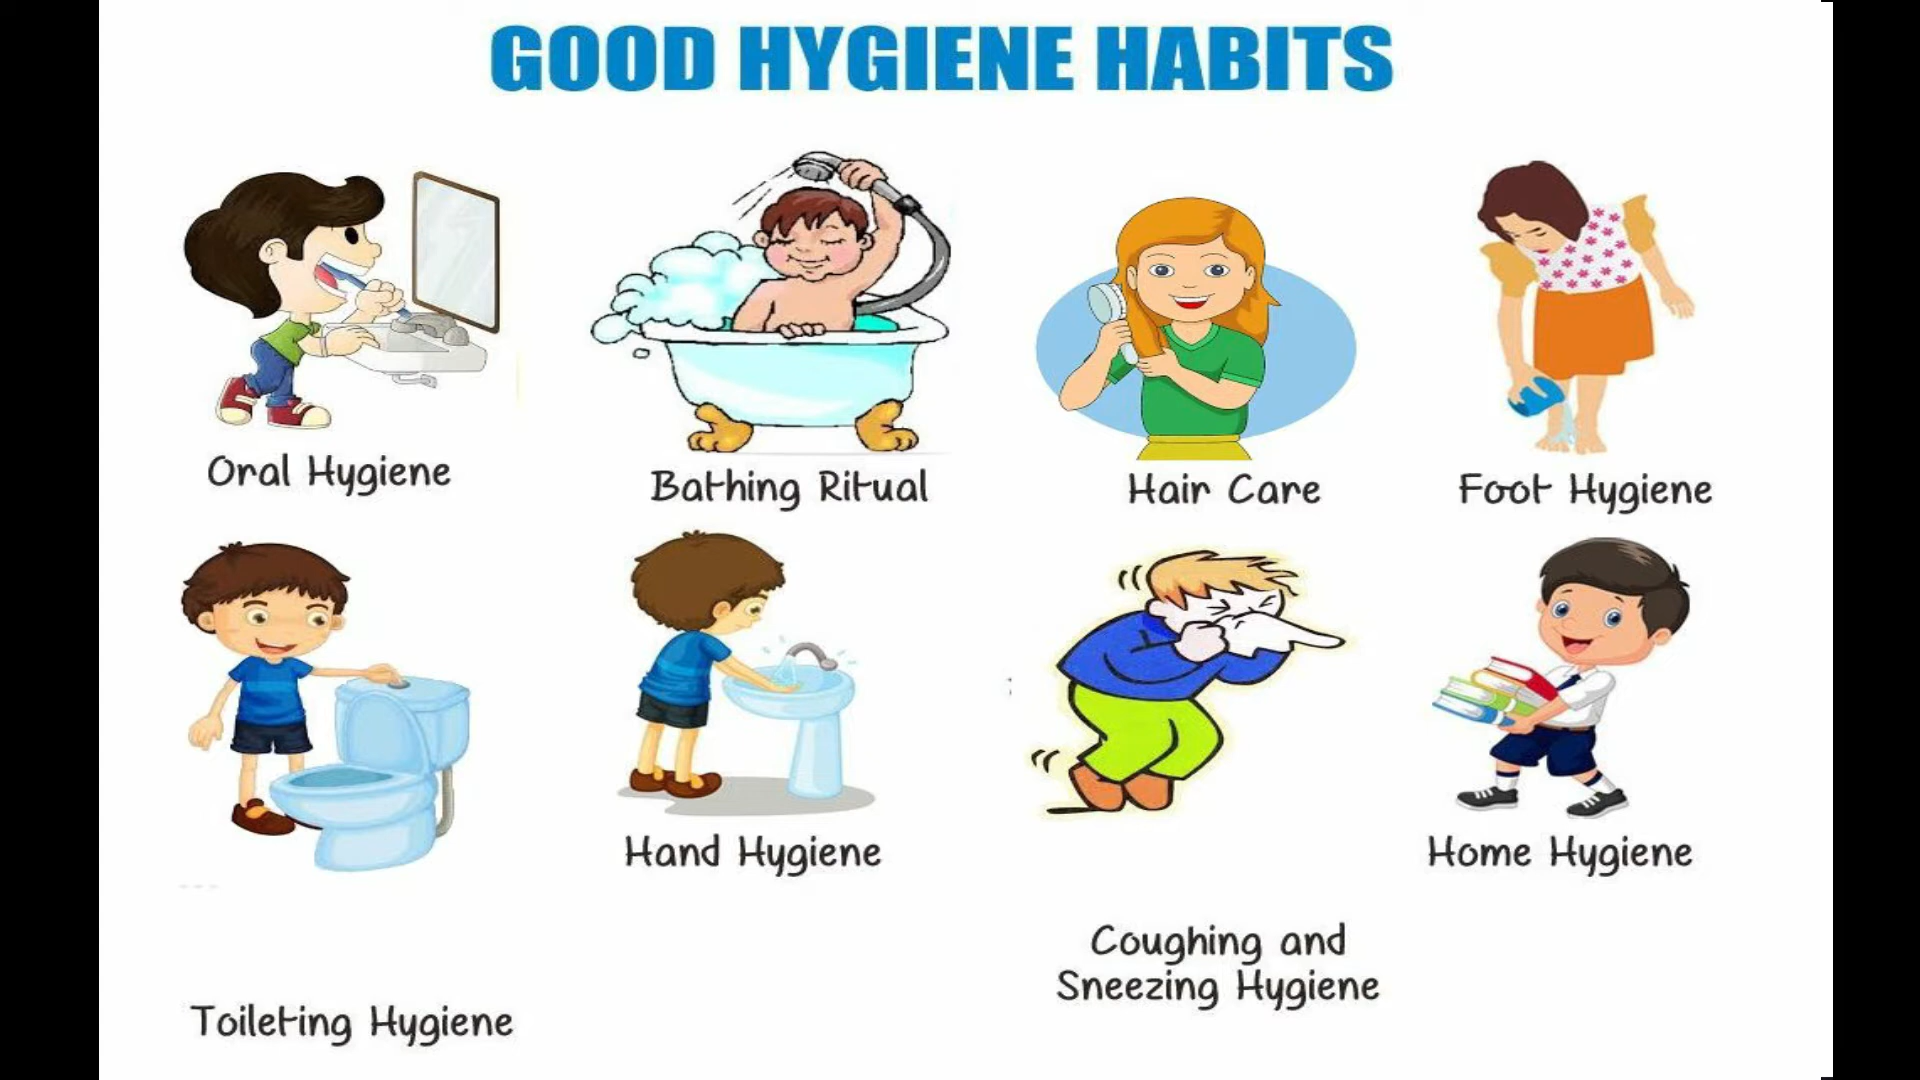 GOOD HYGIENE HABITS
Oral Hygiene
Bathing Ritual
Hair Care
Foot Hygiene
Hand Hygiene
Home Hygiene
Coughing and
Sneezing Hygiene
Toileting Hygiene